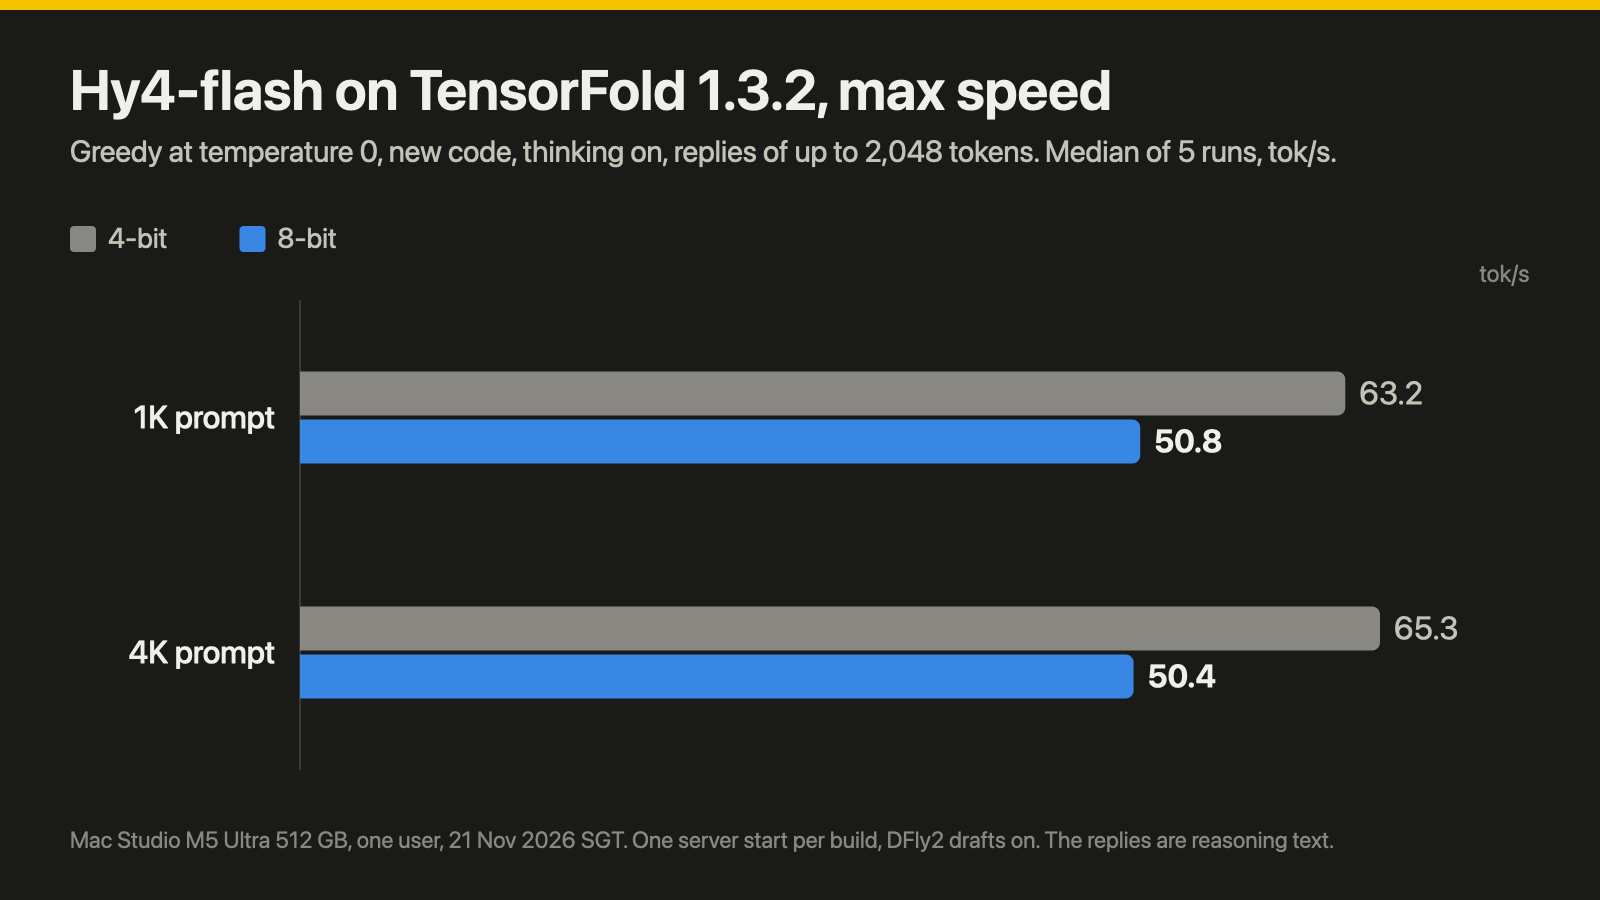 Hy4-flash on TensorFold 1.3.2, max speed
Greedy at temperature 0, new code, thinking on, replies of up to 2,048 tokens. Median of 5 runs, tok/s.
4-bit
8-bit
tok/s
1K prompt
63.2
50.8
4K prompt
65.3
50.4
Mac Studio M5 Ultra 512 GB, one user, 21 Nov 2026 SGT. One server start per build, DFly2 drafts on. The replies are reasoning text.